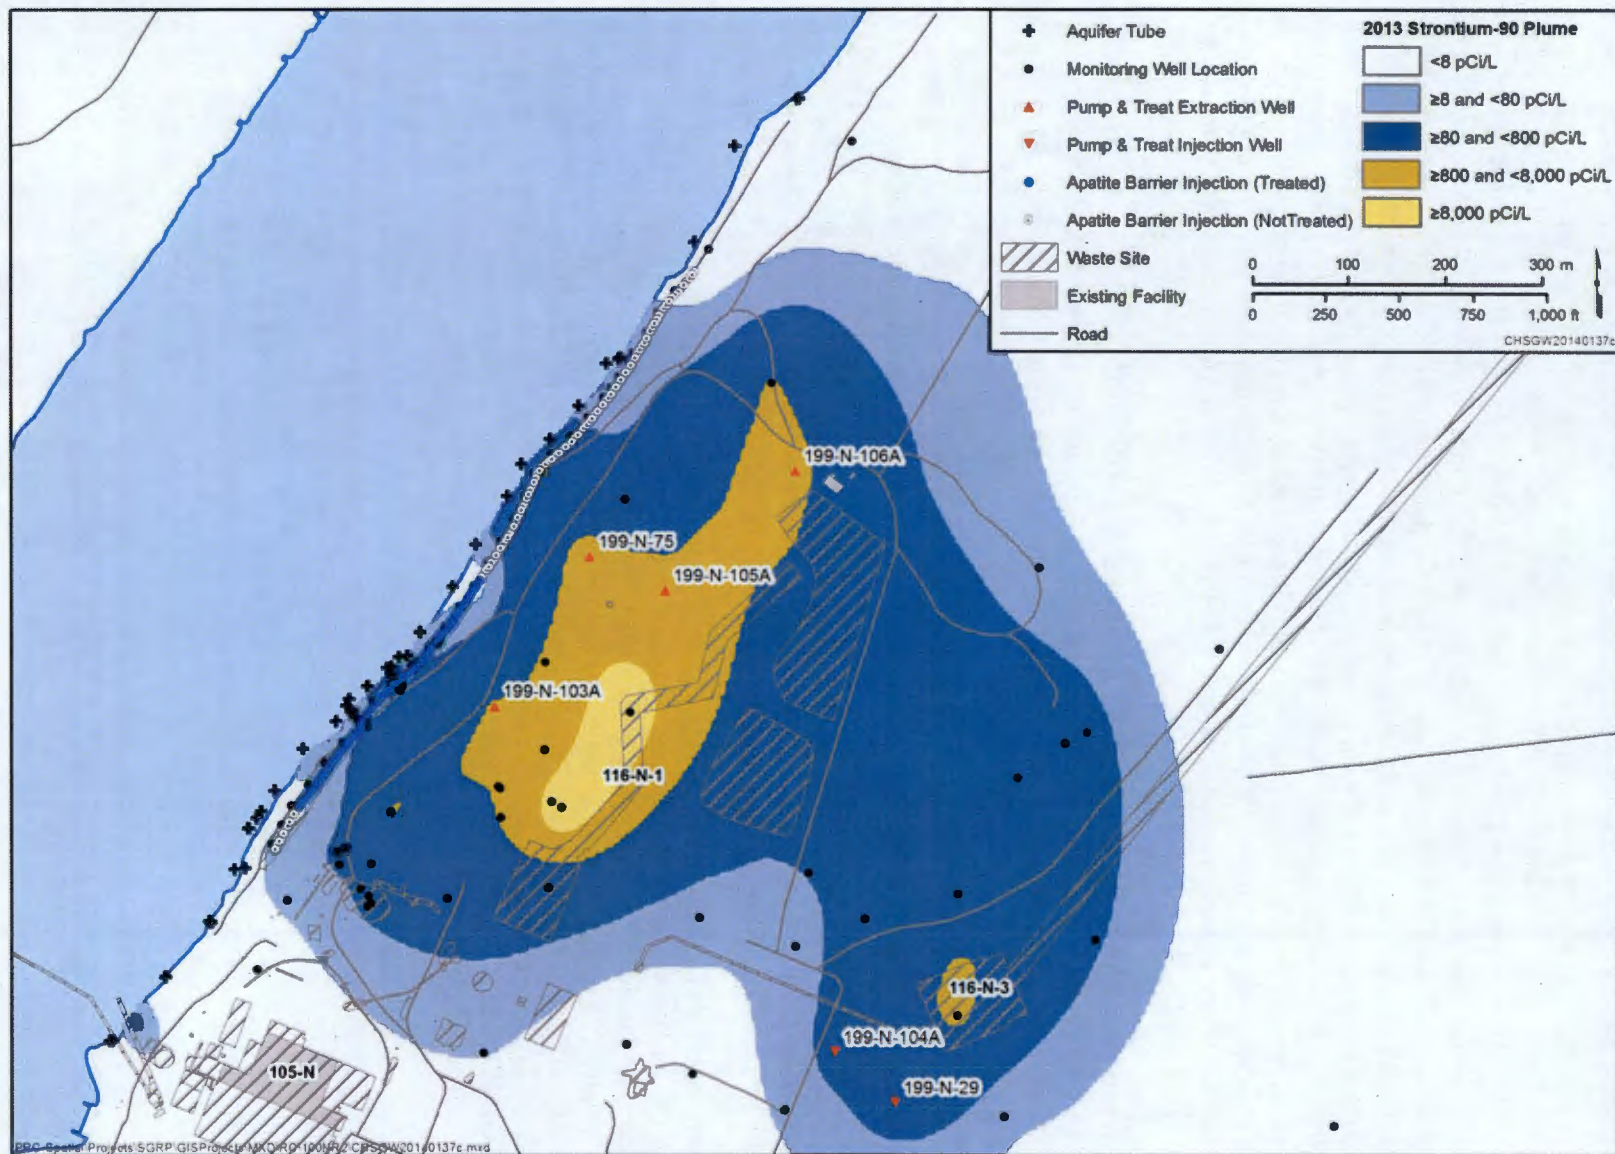 Aquifer Tube
Monitoring Well Location
Pump & Treat Extraction Well
Pump & Treat Injection Well
Apatite Barrier Injection (Treated)
Apatite Barrier Injection (NotTreated)
Waste Site
Existing Facility
Road
2013 Strontium-90 Plume
<8 pCi/L
≥8 and <80 pCi/L
≥80 and <800 pCi/L
≥800 and <8,000 pCi/L
≥8,000 pCi/L
0 100 200 300 m
0 250 500 750 1,000 ft
CHSGW20140137c
199-N-106A
199-N-75
199-N-105A
199-N-103A
116-N-1
116-N-3
199-N-104A
199-N-29
105-N